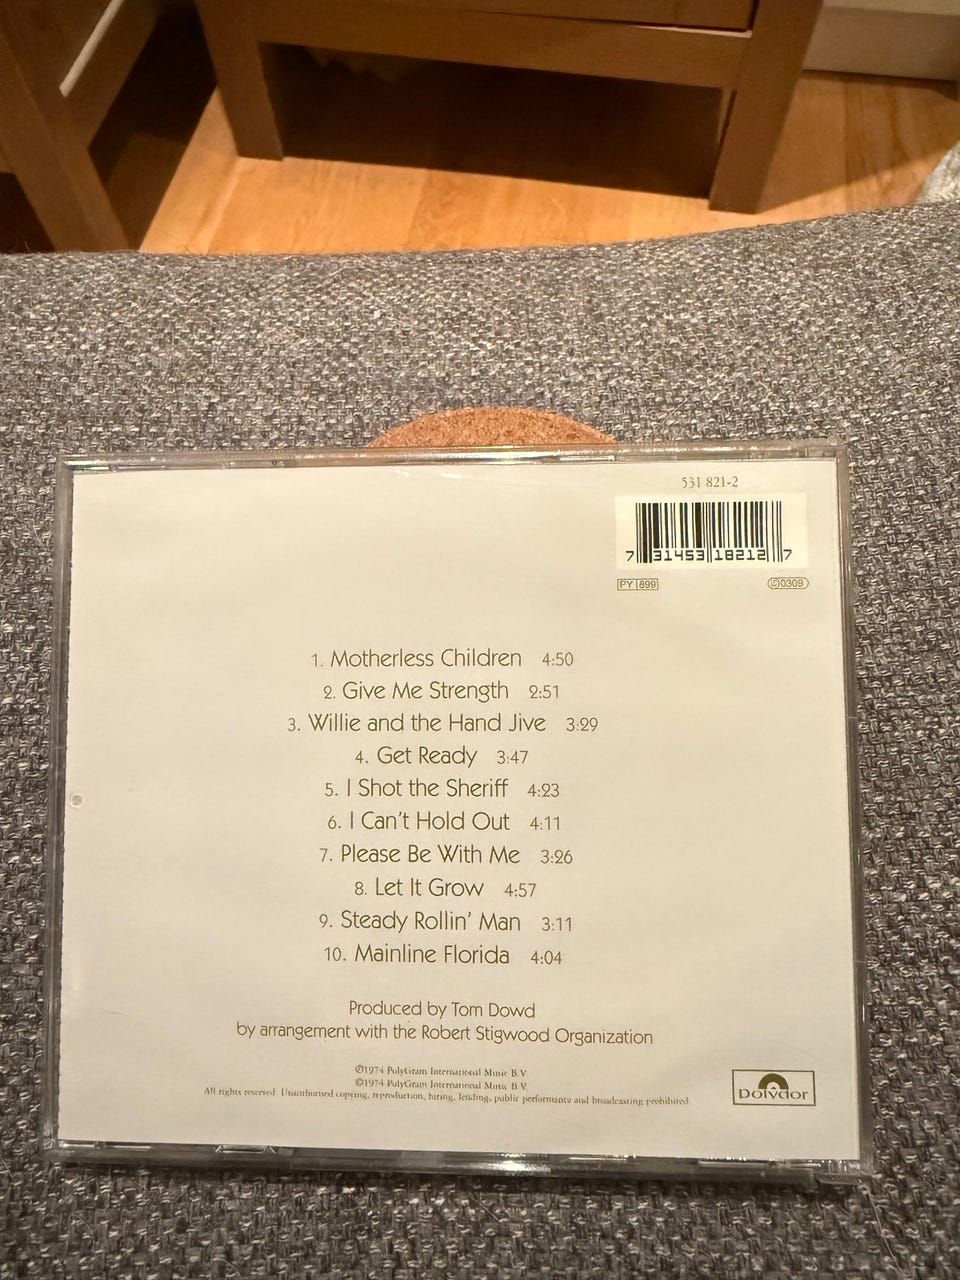 531 821-2
7 31453 18212 7
PY 899
LC 0309
1. Motherless Children 4:50
2. Give Me Strength 2:51
3. Willie and the Hand Jive 3:29
4. Get Ready 3:47
5. I Shot the Sheriff 4:23
6. I Can't Hold Out 4:11
7. Please Be With Me 3:26
8. Let It Grow 4:57
9. Steady Rollin' Man 3:11
10. Mainline Florida 4:04
Produced by Tom Dowd
by arrangement with the Robert Stigwood Organization
℗1974 PolyGram International Music B.V.
©1974 PolyGram International Music B.V.
All rights reserved. Unauthorised copying, reproduction, hiring, lending, public performance and broadcasting prohibited.
polydor